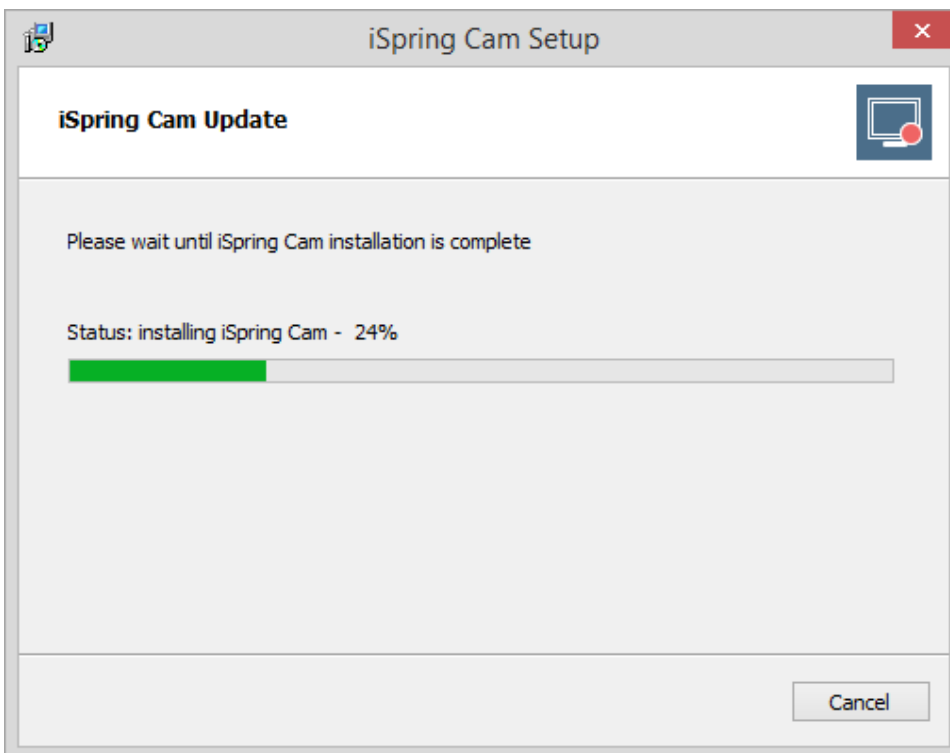 iSpring Cam Setup
iSpring Cam Update
Please wait until iSpring Cam installation is complete
Status: installing iSpring Cam - 24%
Cancel